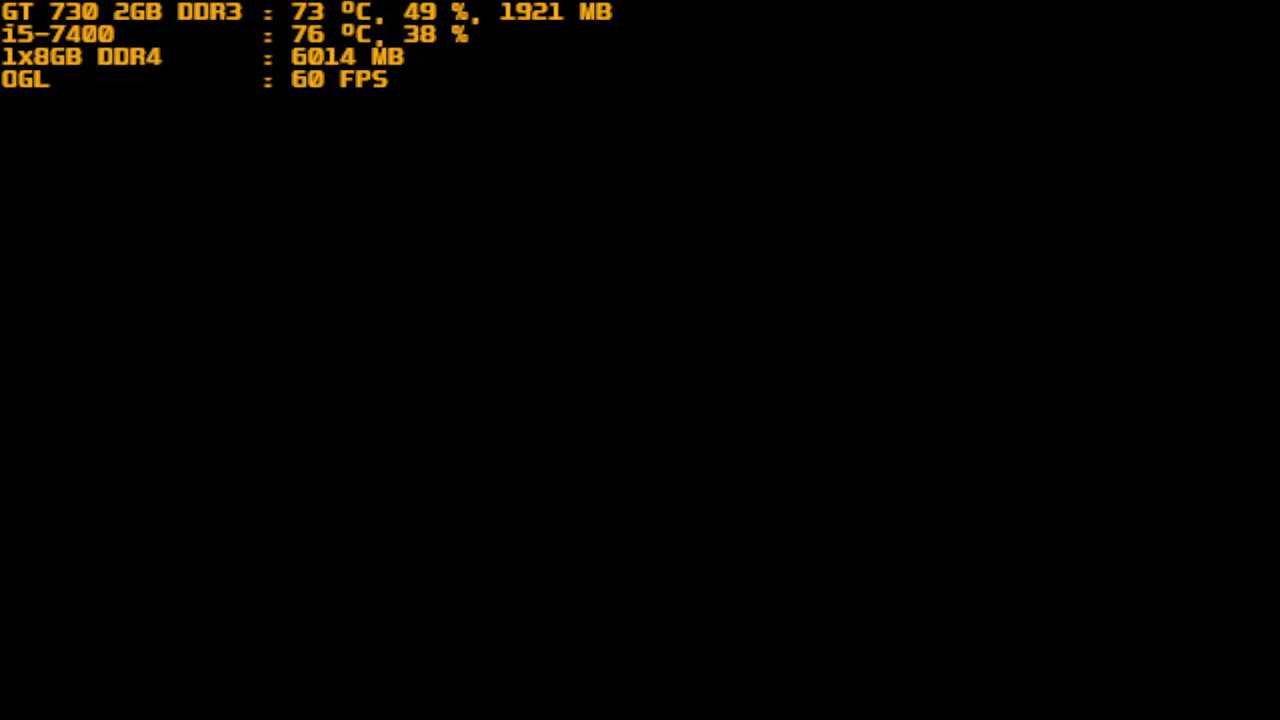 GT 730 2GB DDR3 : 73 ºC, 49 %, 1921 MB
i5-7400 : 76 ºC, 38 %
1x8GB DDR4 : 6014 MB
OGL : 60 FPS